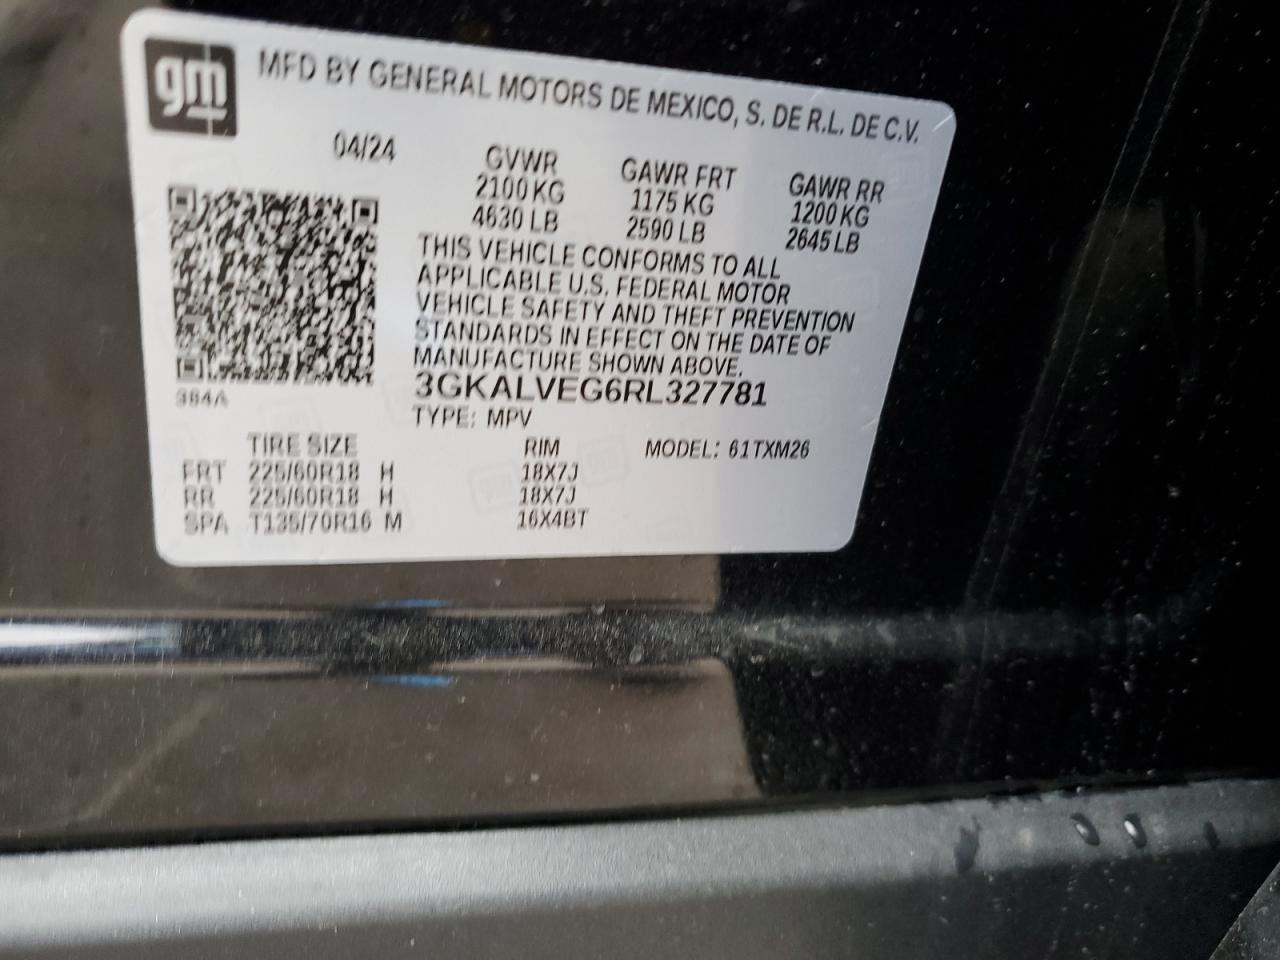 gm
MFD BY GENERAL MOTORS DE MEXICO, S. DE R.L. DE C.V.
04/24 GVWR GAWR FRT GAWR RR
2100 KG 1175 KG 1200 KG
4630 LB 2590 LB 2645 LB
THIS VEHICLE CONFORMS TO ALL
APPLICABLE U.S. FEDERAL MOTOR
VEHICLE SAFETY AND THEFT PREVENTION
STANDARDS IN EFFECT ON THE DATE OF
MANUFACTURE SHOWN ABOVE.
3GKALVEG6RL327781
384A
TYPE: MPV
TIRE SIZE RIM MODEL: 61TXM26
FRT 225/60R18 H 18X7J
RR 225/60R18 H 18X7J
SPA T135/70R16 M 16X4BT